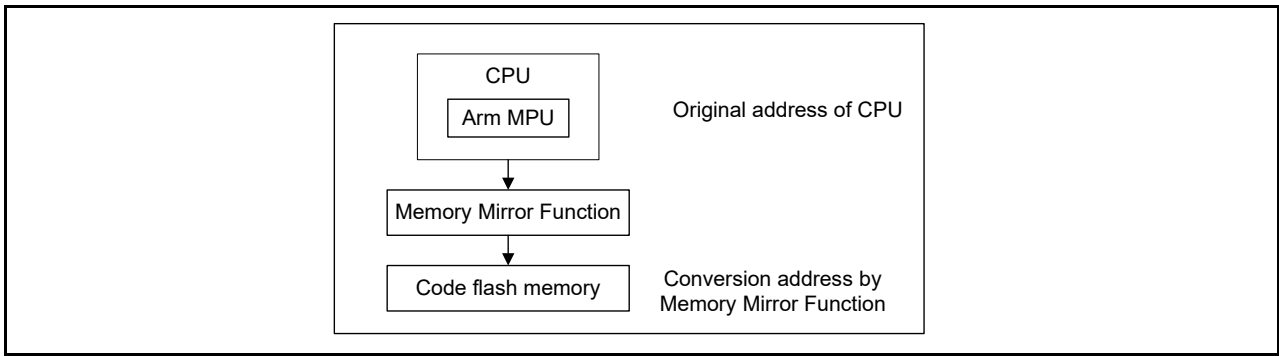 CPU
Arm MPU
Original address of CPU
Memory Mirror Function
Code flash memory
Conversion address by
Memory Mirror Function